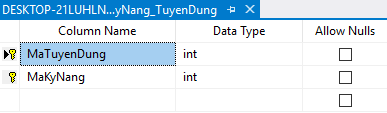 DESKTOP-21LUHLN...yNang_TuyenDung
Column Name Data Type Allow Nulls
MaTuyenDung int
MaKyNang int